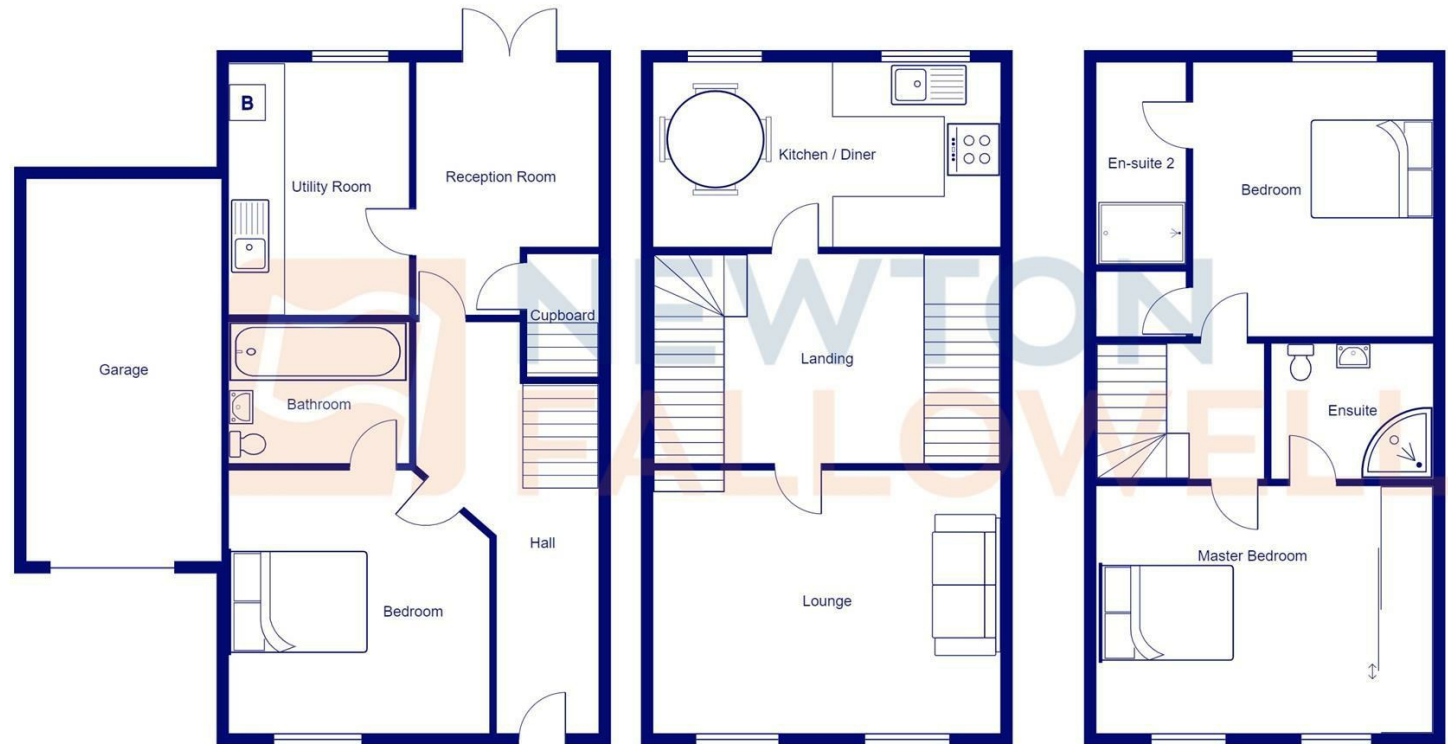 B
Utility Room
Reception Room
Garage
Cupboard
Bathroom
Hall
Bedroom
Kitchen / Diner
Landing
Lounge
En-suite 2
Bedroom
Ensuite
Master Bedroom
NEWTON
FALLOWELL